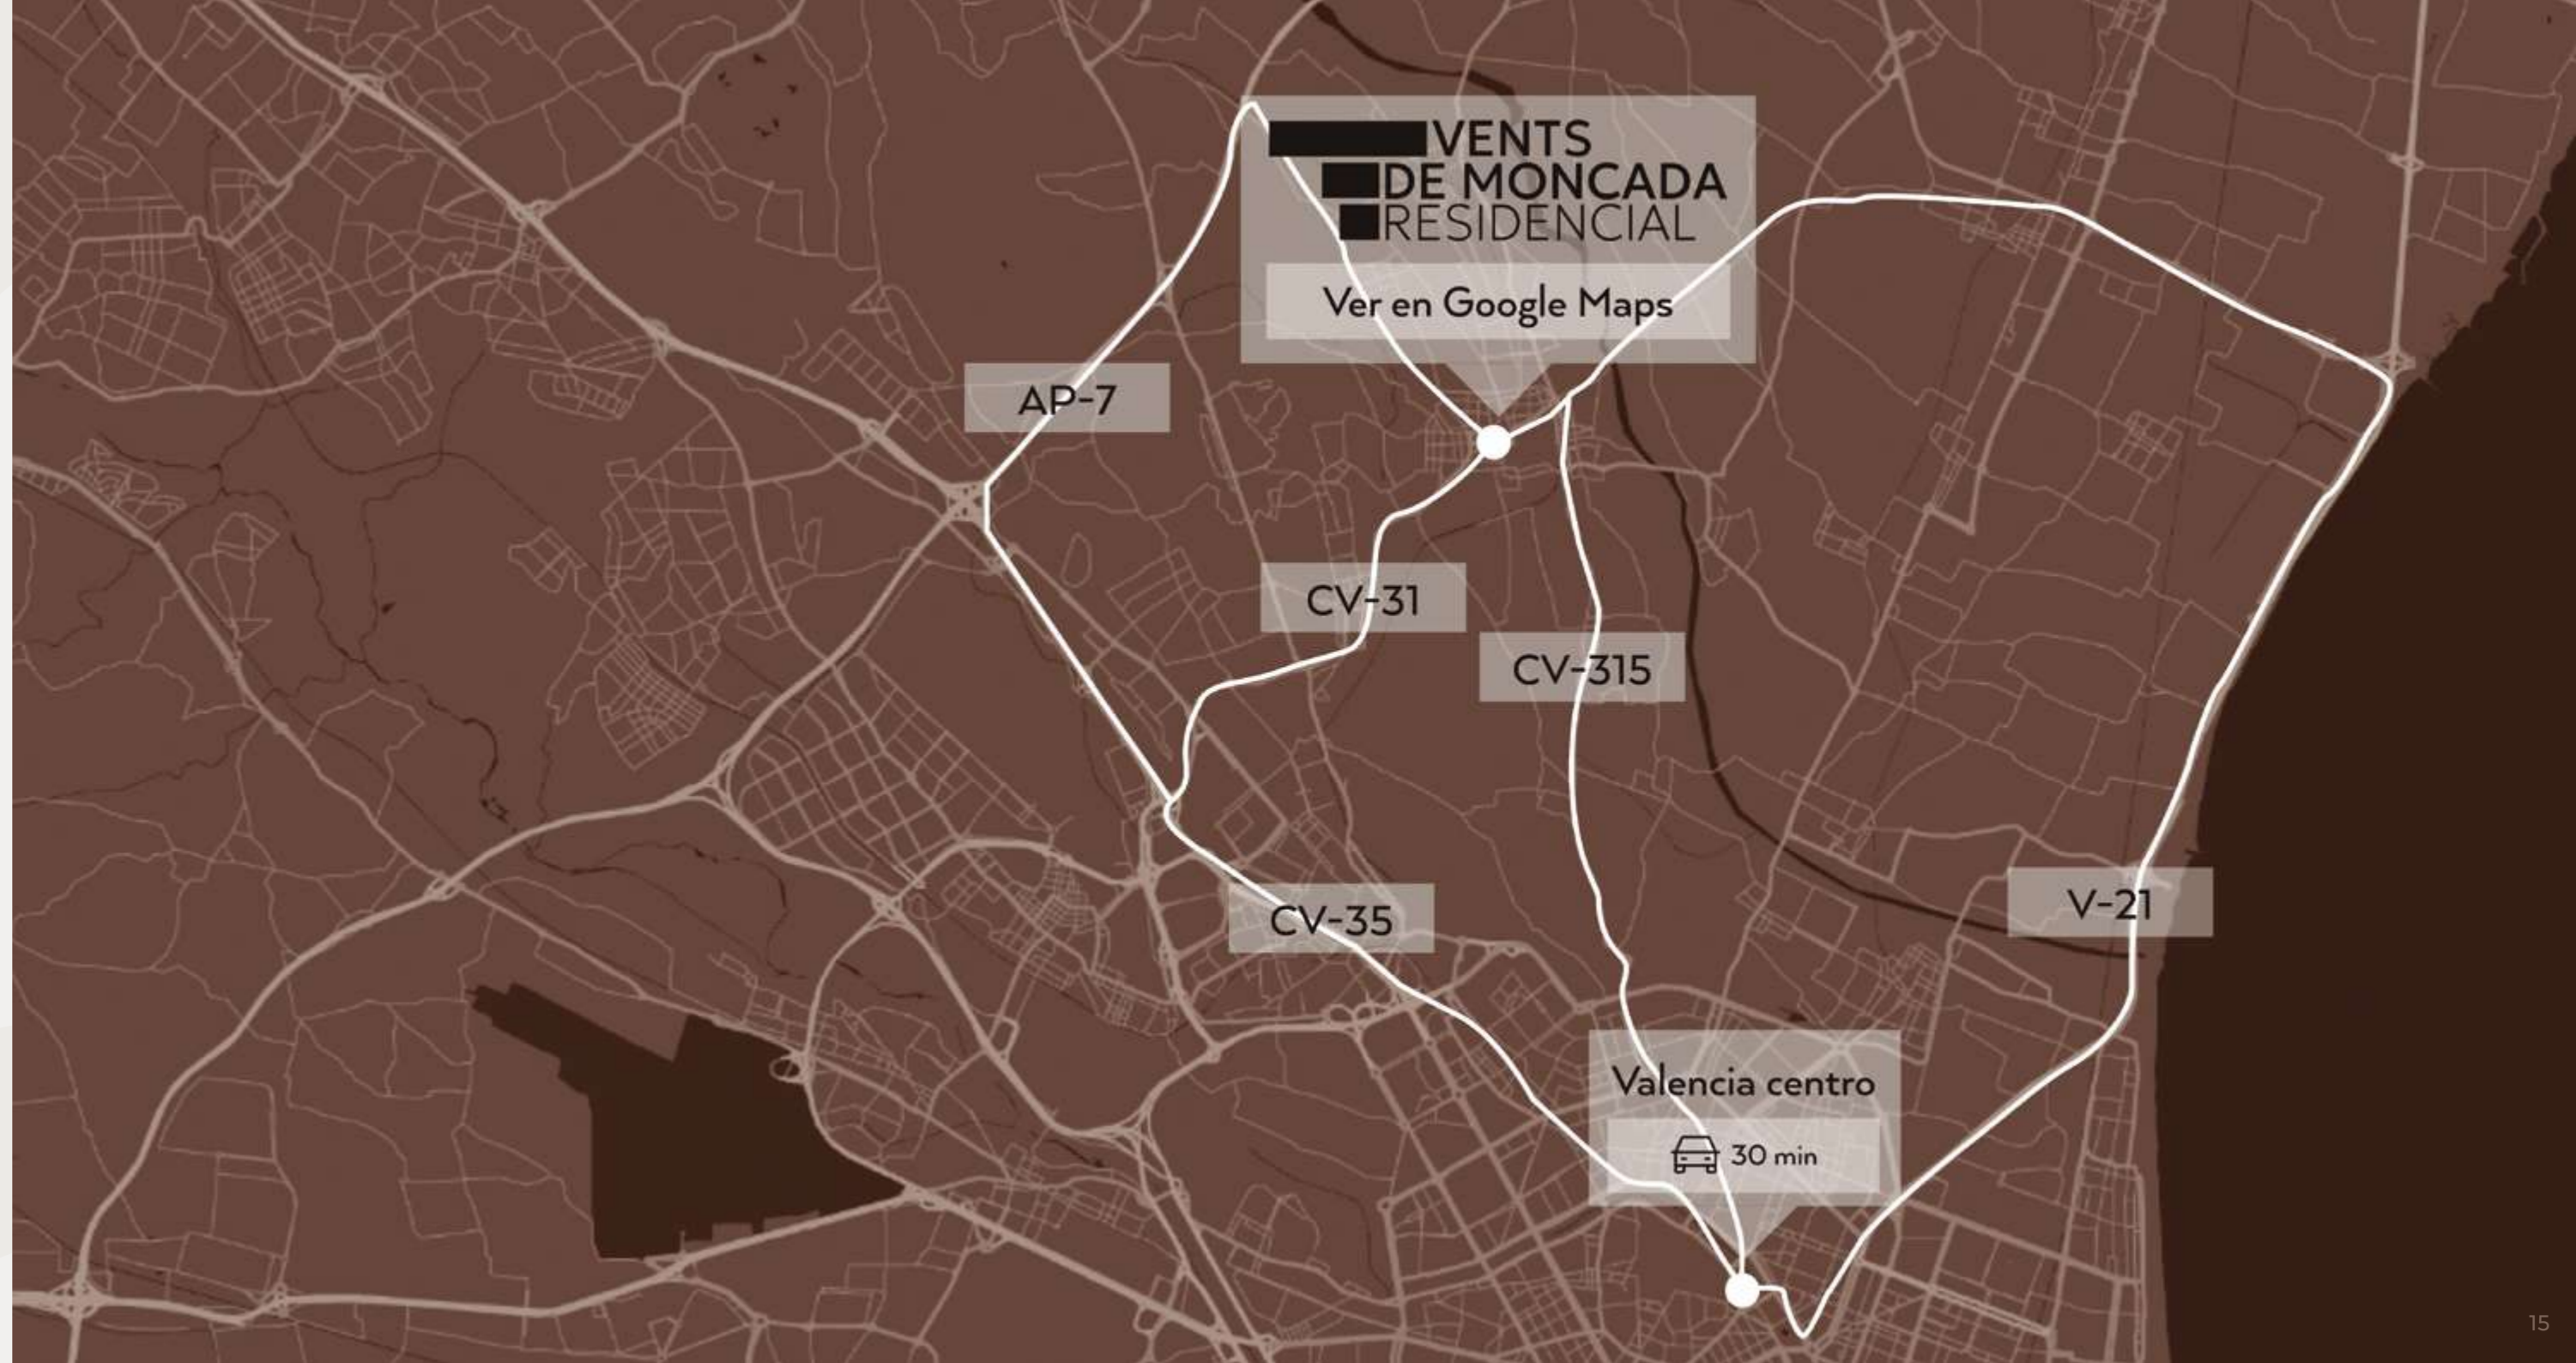 VENTS
DE MONCADA
RESIDENCIAL
Ver en Google Maps
AP-7
CV-31
CV-315
CV-35
V-21
Valencia centro
30 min
15